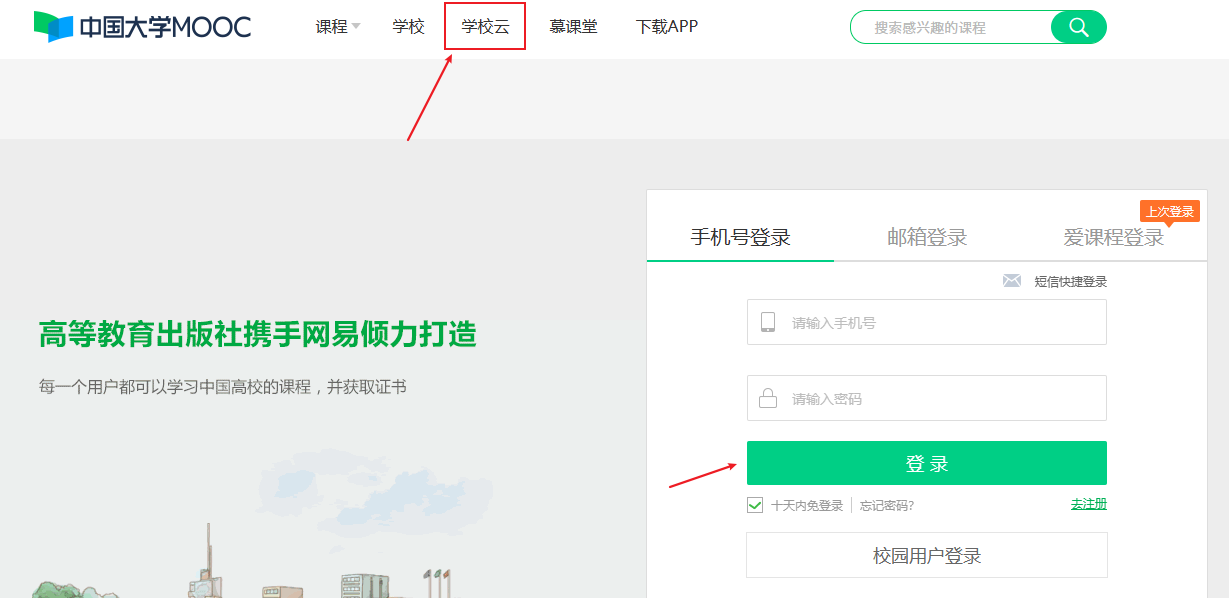 中国大学MOOC 课程 学校 学校云 慕课堂 下载APP 搜索感兴趣的课程
上次登录
手机号登录 邮箱登录 爱课程登录
短信快捷登录
请输入手机号
高等教育出版社携手网易倾力打造
每一个用户都可以学习中国高校的课程，并获取证书
请输入密码
登 录
十天内免登录 忘记密码? 去注册
校园用户登录